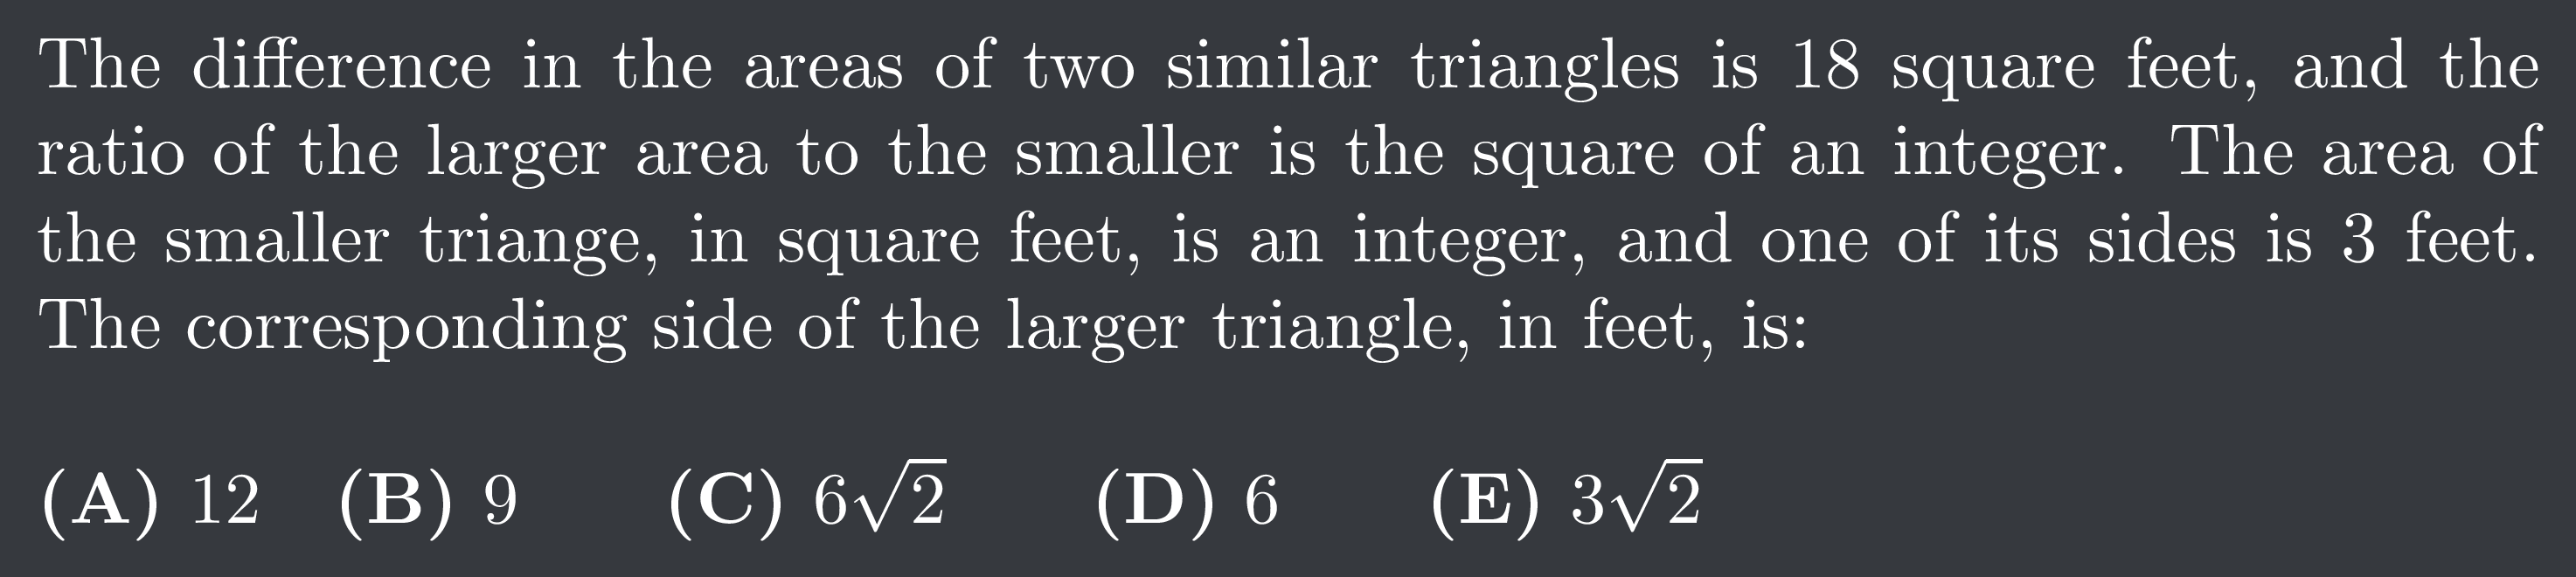 The difference in the areas of two similar triangles is 18 square feet, and the
ratio of the larger area to the smaller is the square of an integer. The area of
the smaller triange, in square feet, is an integer, and one of its sides is 3 feet.
The corresponding side of the larger triangle, in feet, is:
(A) 12 (B) 9 (C) 6√2 (D) 6 (E) 3√2